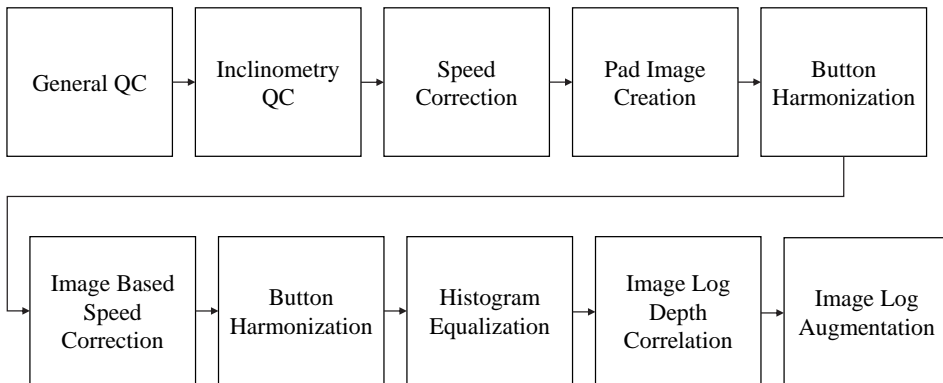 General QC
Inclinometry
QC
Speed
Correction
Pad Image
Creation
Button
Harmonization
Image Based
Speed
Correction
Button
Harmonization
Histogram
Equalization
Image Log
Depth
Correlation
Image Log
Augmentation